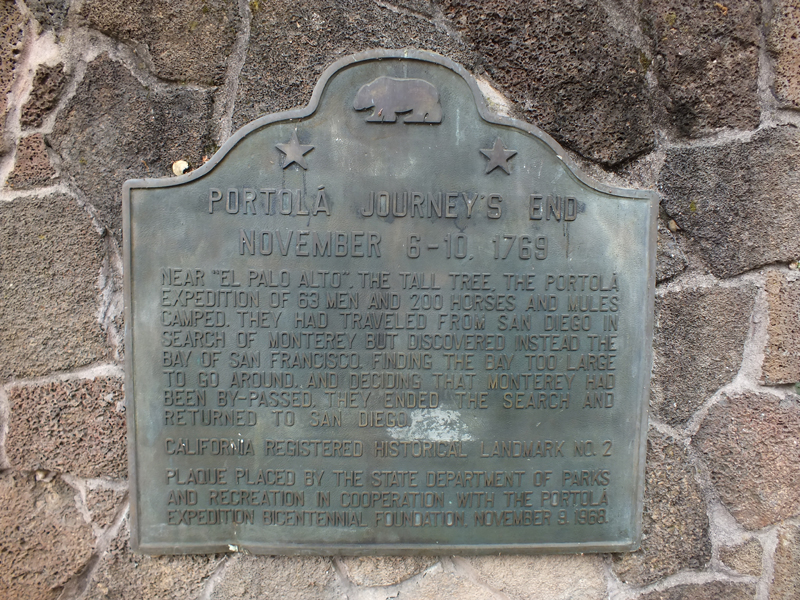 PORTOLÁ JOURNEY'S END
NOVEMBER 6-10, 1769
NEAR "EL PALO ALTO", THE TALL TREE, THE PORTOLÁ
EXPEDITION OF 63 MEN AND 200 HORSES AND MULES
CAMPED. THEY HAD TRAVELED FROM SAN DIEGO IN
SEARCH OF MONTEREY BUT DISCOVERED INSTEAD THE
BAY OF SAN FRANCISCO. FINDING THE BAY TOO LARGE
TO GO AROUND, AND DECIDING THAT MONTEREY HAD
BEEN BY-PASSED, THEY ENDED THE SEARCH AND
RETURNED TO SAN DIEGO
CALIFORNIA REGISTERED HISTORICAL LANDMARK NO. 2
PLAQUE PLACED BY THE STATE DEPARTMENT OF PARKS
AND RECREATION IN COOPERATION WITH THE PORTOLÁ
EXPEDITION BICENTENNIAL FOUNDATION, NOVEMBER 9, 1968.